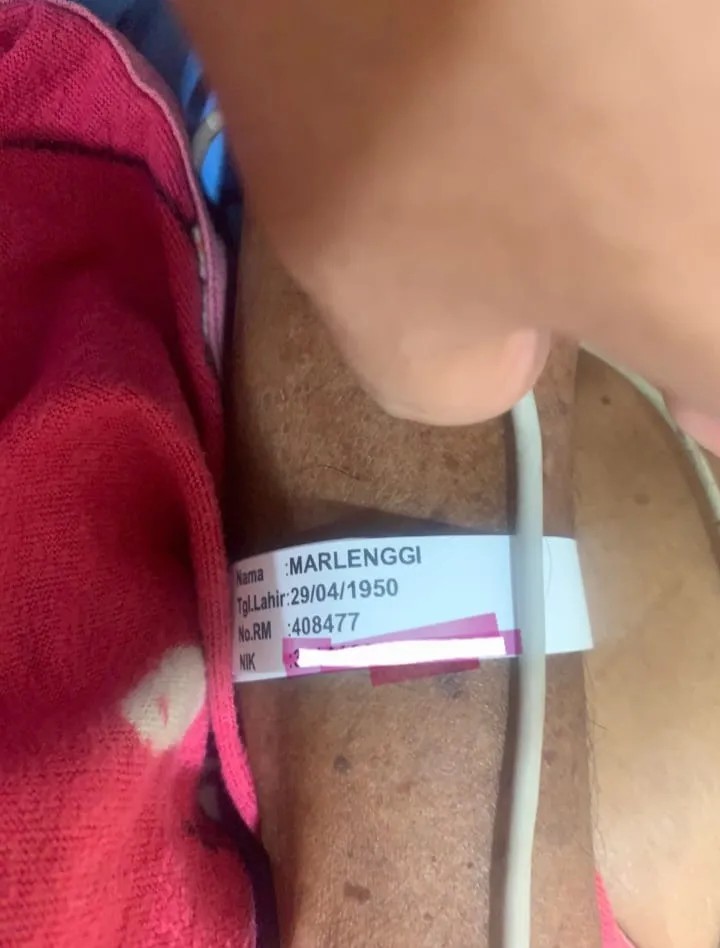 Nama :MARLENGGI
Tgl.Lahir:29/04/1950
No.RM :408477
NIK :